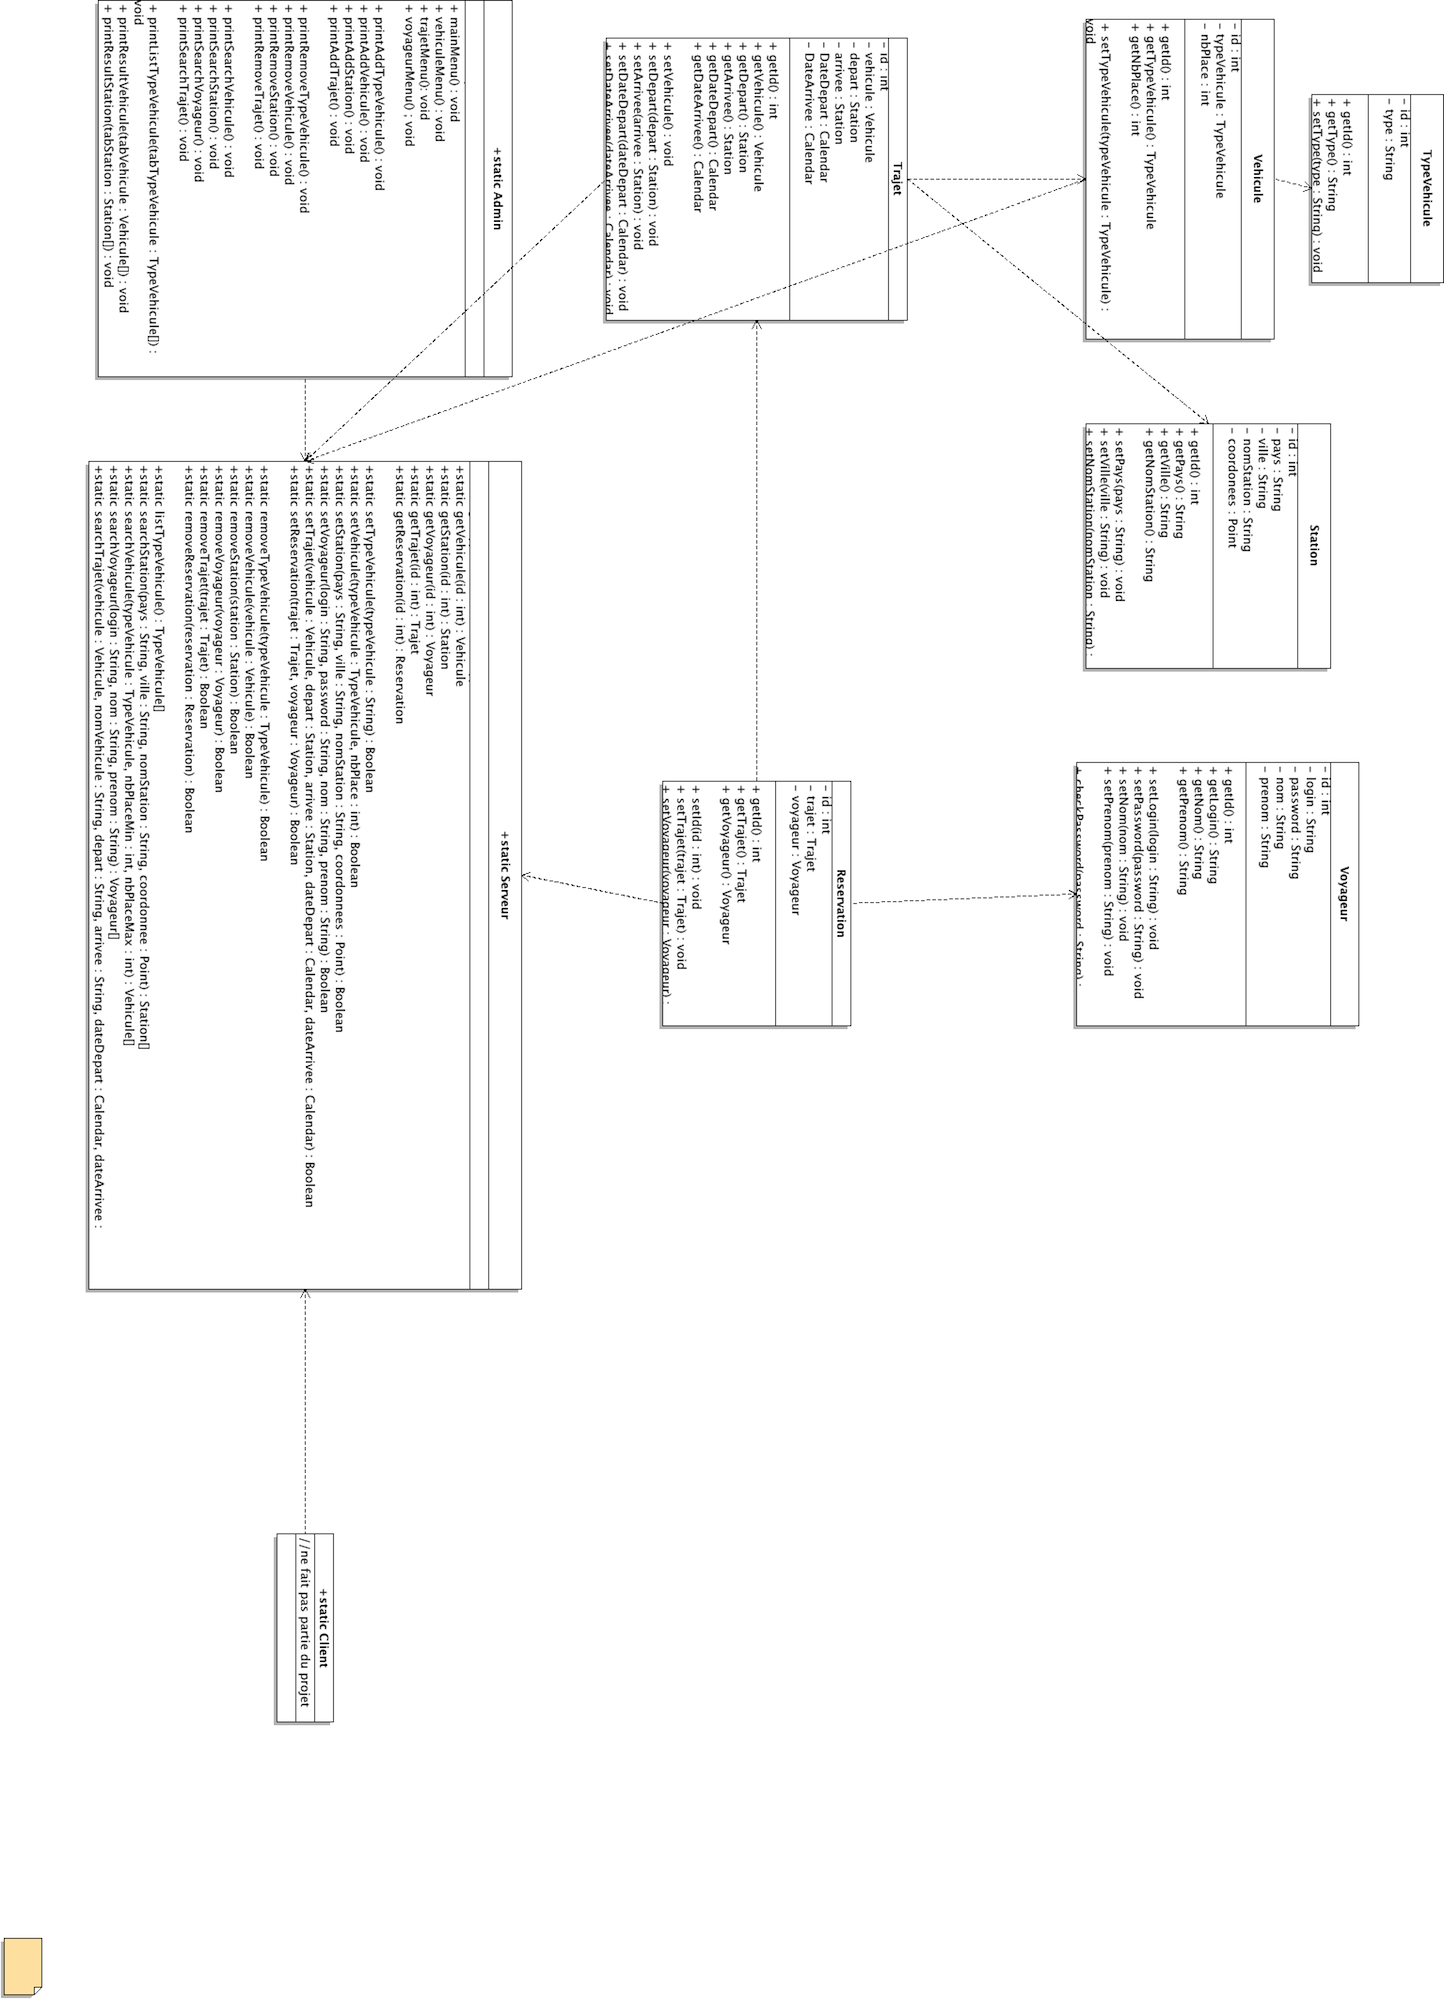 TypeVehicule
- id : int
- type : String
+ getId() : int
+ getType() : String
+ setType(type : String) : void
Vehicule
- id : int
- typeVehicule : TypeVehicule
- nbPlace : int
+ getId() : int
+ getTypeVehicule() : TypeVehicule
+ getNbPlace() : int
+ setTypeVehicule(typeVehicule : TypeVehicule) :
void
Station
- id : int
- pays : String
- ville : String
- nomStation : String
- coordonees : Point
+ getId() : int
+ getPays() : String
+ getVille() : String
+ getNomStation() : String
+ setPays(pays : String) : void
+ setVille(ville : String) : void
+ setNomStation(nomStation : String) :
Voyageur
- id : int
- login : String
- password : String
- nom : String
- prenom : String
+ getId() : int
+ getLogin() : String
+ getNom() : String
+ getPrenom() : String
+ setLogin(login : String) : void
+ setPassword(password : String) : void
+ setNom(nom : String) : void
+ setPrenom(prenom : String) : void
+ checkPassword(password : String) :
Trajet
- id : int
- vehicule : Vehicule
- depart : Station
- arrivee : Station
- DateDepart : Calendar
- DateArrivee : Calendar
+ getId() : int
+ getVehicule() : Vehicule
+ getDepart() : Station
+ getArrivee() : Station
+ getDateDepart() : Calendar
+ getDateArrivee() : Calendar
+ setVehicule() : void
+ setDepart(depart : Station) : void
+ setArrivee(arrivee : Station) : void
+ setDateDepart(dateDepart : Calendar) : void
+ setDateArrivee(dateArrivee : Calendar) : void
Reservation
- id : int
- trajet : Trajet
- voyageur : Voyageur
+ getId() : int
+ getTrajet() : Trajet
+ getVoyageur() : Voyageur
+ setId(id : int) : void
+ setTrajet(trajet : Trajet) : void
+ setVoyageur(voyageur : Voyageur) :
+static Admin
+ mainMenu() : void
+ vehiculeMenu() : void
+ trajetMenu(): void
+ voyageurMenu() ; void
+ printAddTypeVehicule() : void
+ printAddVehicule() : void
+ printAddStation() : void
+ printAddTrajet() : void
+ printRemoveTypeVehicule() : void
+ printRemoveVehicule() : void
+ printRemoveStation() : void
+ printRemoveTrajet() : void
+ printSearchVehicule() : void
+ printSearchStation() : void
+ printSearchVoyageur() : void
+ printSearchTrajet() : void
+ printListTypeVehicule(tabTypeVehicule : TypeVehicule[]) :
void
+ printResultVehicule(tabVehicule : Vehicule[]) : void
+ printResultStation(tabStation : Station[]) : void
+static Serveur
+static getVehicule(id : int) : Vehicule
+static getStation(id : int) : Station
+static getVoyageur(id : int) : Voyageur
+static getTrajet(id : int) : Trajet
+static getReservation(id : int) : Reservation
+static setTypeVehicule(typeVehicule : String) : Boolean
+static setVehicule(typeVehicule : TypeVehicule, nbPlace : int) : Boolean
+static setStation(pays : String, ville : String, nomStation : String, coordonnees : Point) : Boolean
+static setVoyageur(login : String, password : String, nom : String, prenom : String) : Boolean
+static setTrajet(vehicule : Vehicule, depart : Station, arrivee : Station, dateDepart : Calendar, dateArrivee : Calendar) : Boolean
+static setReservation(trajet : Trajet, voyageur : Voyageur) : Boolean
+static removeTypeVehicule(typeVehicule : TypeVehicule) : Boolean
+static removeVehicule(vehicule : Vehicule) : Boolean
+static removeStation(station : Station) : Boolean
+static removeVoyageur(voyageur : Voyageur) : Boolean
+static removeTrajet(trajet : Trajet) : Boolean
+static removeReservation(reservation : Reservation) : Boolean
+static listTypeVehicule() : TypeVehicule[]
+static searchStation(pays : String, ville : String, nomStation : String, coordonnee : Point) : Station[]
+static searchVehicule(typeVehicule : TypeVehicule, nbPlaceMin : int, nbPlaceMax : int) : Vehicule[]
+static searchVoyageur(login : String, nom : String, prenom : String) : Voyageur[]
+static searchTrajet(vehicule : Vehicule, nomVehicule : String, depart : String, arrivee : String, dateDepart : Calendar, dateArrivee :
+static Client
//ne fait pas partie du projet